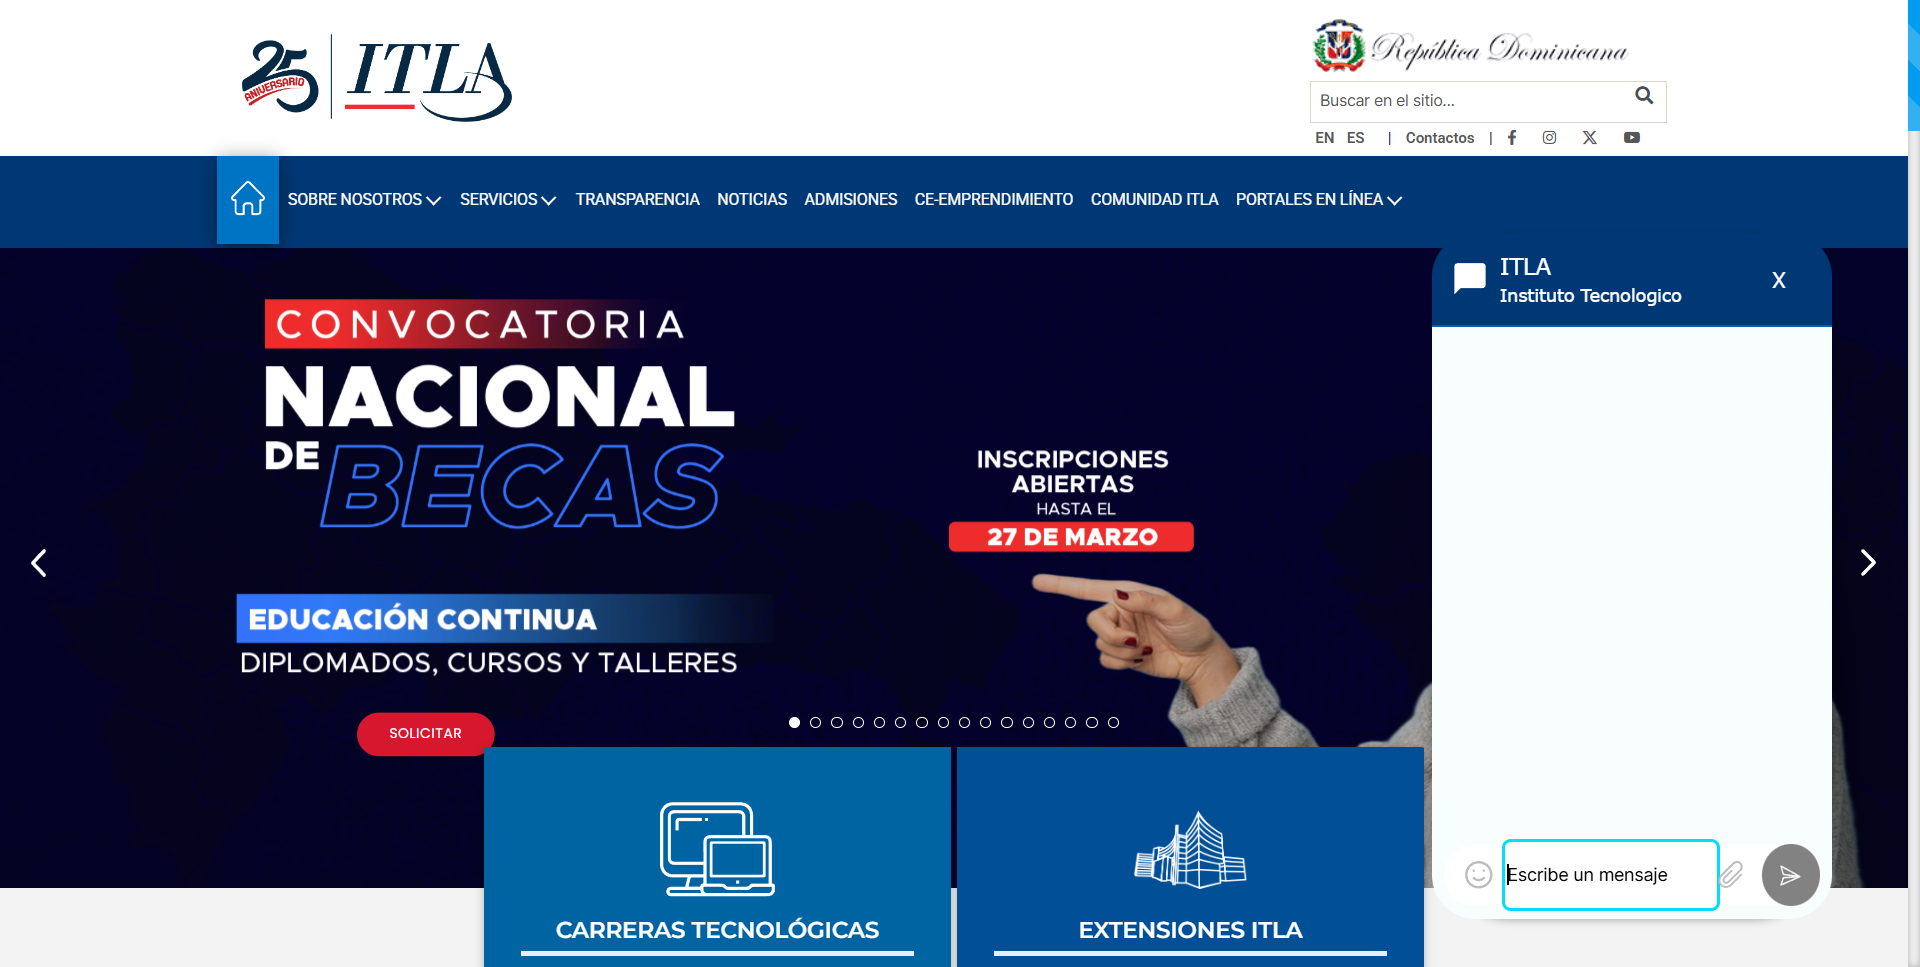 25 ANIVERSARIO
ITLA
República Dominicana
Buscar en el sitio...
EN ES | Contactos |
SOBRE NOSOTROS SERVICIOS TRANSPARENCIA NOTICIAS ADMISIONES CE-EMPRENDIMIENTO COMUNIDAD ITLA PORTALES EN LÍNEA
CONVOCATORIA
NACIONAL
DE BECAS
EDUCACIÓN CONTINUA
DIPLOMADOS, CURSOS Y TALLERES
SOLICITAR
INSCRIPCIONES
ABIERTAS
HASTA EL
27 DE MARZO
ITLA
Instituto Tecnologico
X
Escribe un mensaje
CARRERAS TECNOLÓGICAS
EXTENSIONES ITLA